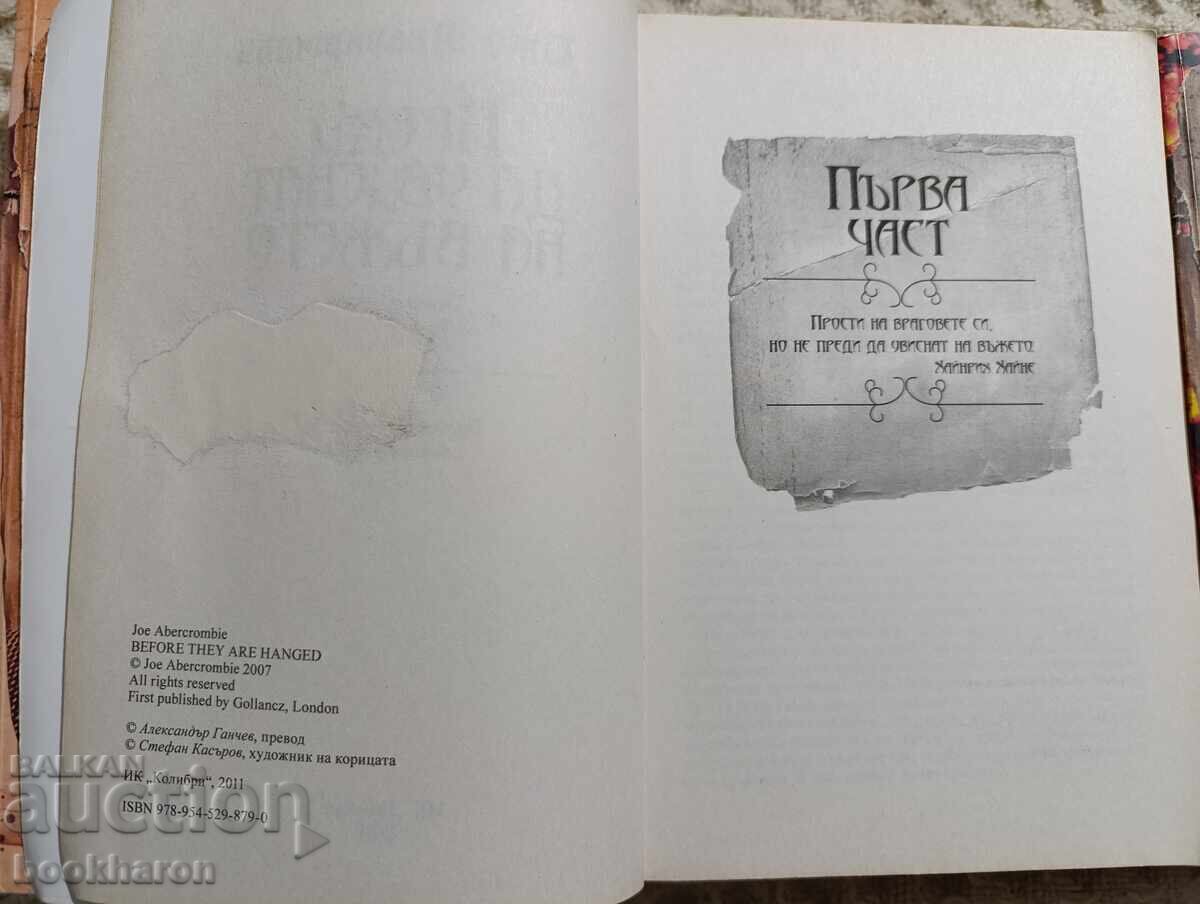 Joe Abercrombie
BEFORE THEY ARE HANGED
© Joe Abercrombie 2007
All rights reserved
First published by Gollancz, London
© Александър Ганчев, превод
© Стефан Касъров, художник на корицата
ИК „Колибри“, 2011
ISBN 978-954-529-879-0
ПЪРВА
ЧАСТ
ПРОСТИ НА ВРАГОВЕТЕ СИ,
НО НЕ ПРЕДИ ДА УВИСНАТ НА ВЪЖЕТО.
ХАЙНРИХ ХАЙНЕ
BALKAN
auction
bookharon